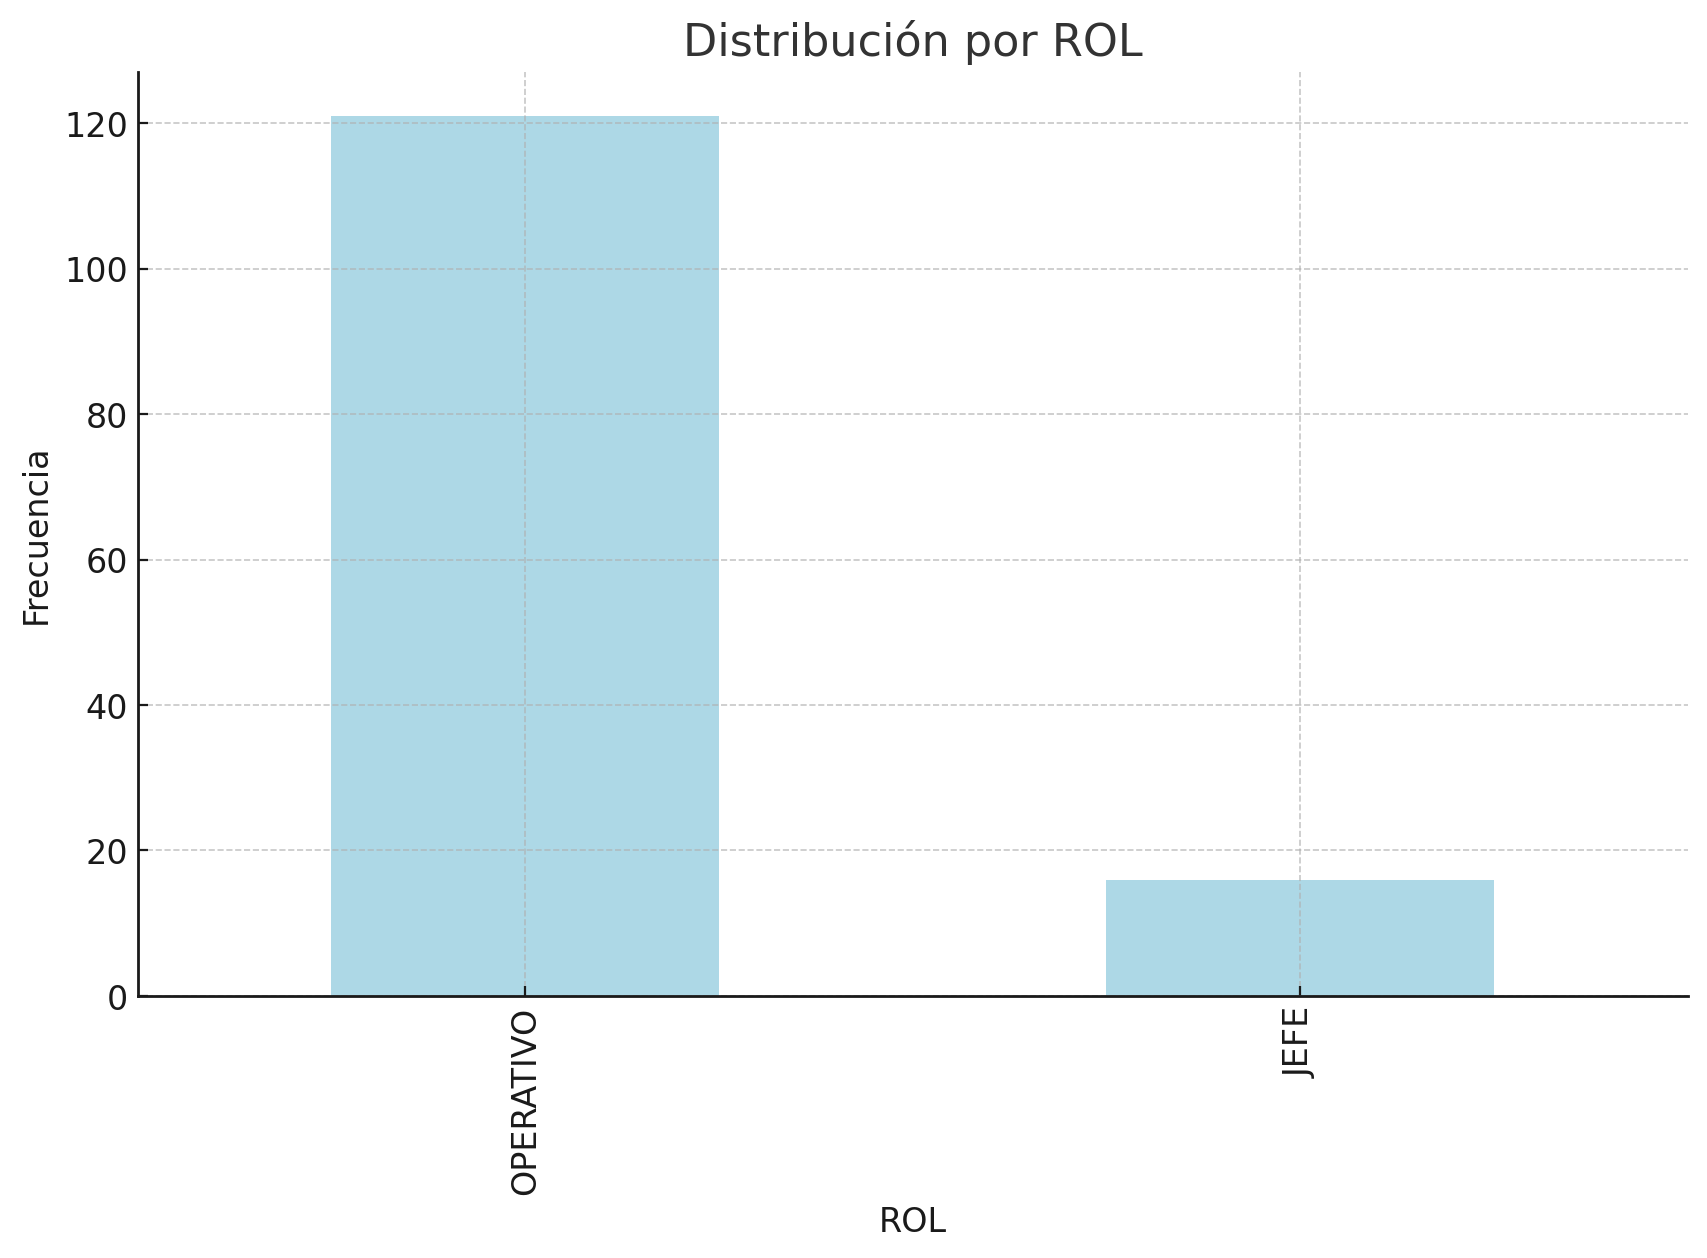 Distribución por ROL
120
100
80
60
40
20
0
Frecuencia
OPERATIVO
JEFE
ROL